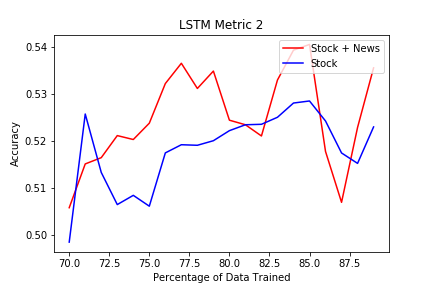 LSTM Metric 2
Stock + News
Stock
Accuracy
0.54
0.53
0.52
0.51
0.50
70.0 72.5 75.0 77.5 80.0 82.5 85.0 87.5
Percentage of Data Trained